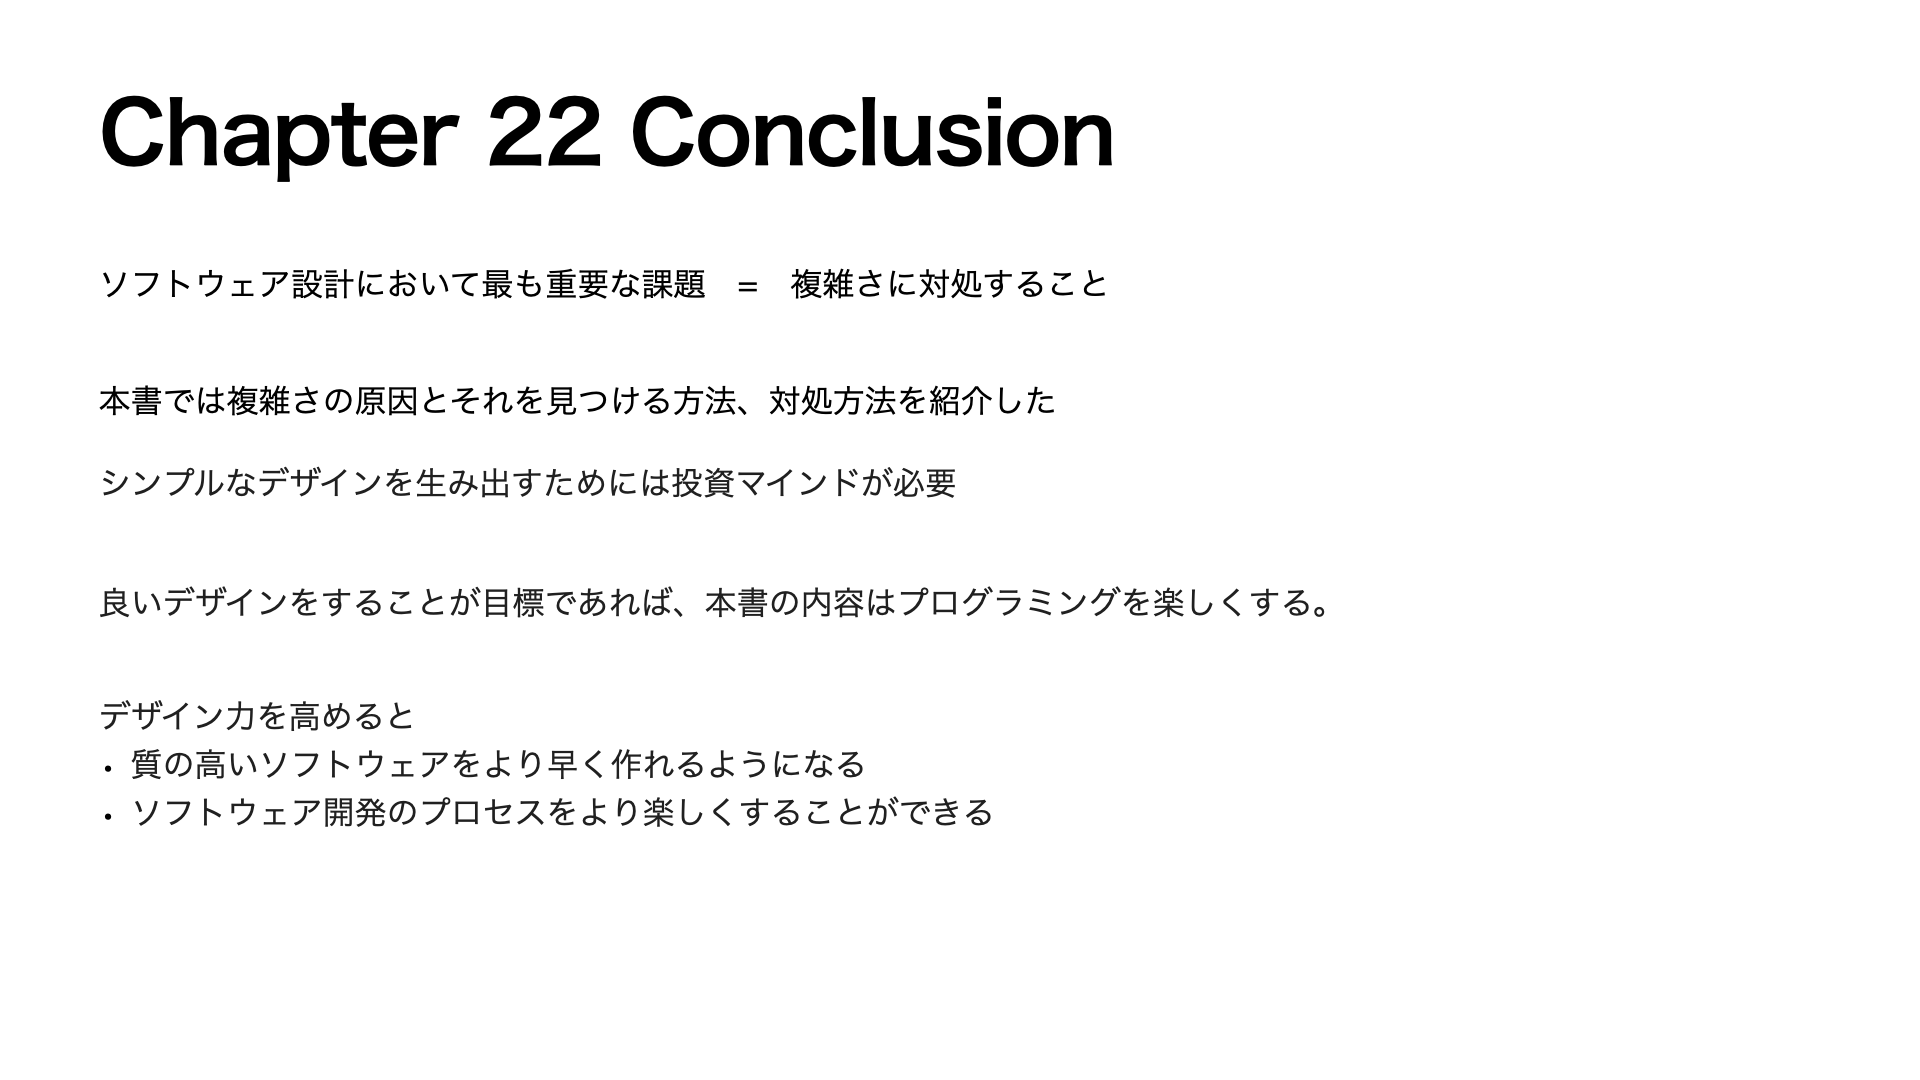 Chapter 22 Conclusion
ソフトウェア設計において最も重要な課題　=　複雑さに対処すること
本書では複雑さの原因とそれを見つける方法、対処方法を紹介した
シンプルなデザインを生み出すためには投資マインドが必要
良いデザインをすることが目標であれば、本書の内容はプログラミングを楽しくする。
デザイン力を高めると
• 質の高いソフトウェアをより早く作れるようになる
• ソフトウェア開発のプロセスをより楽しくすることができる